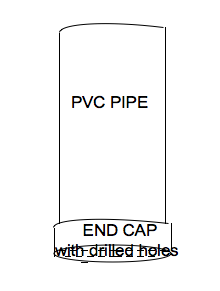 PVC PIPE
END CAP
with drilled holes